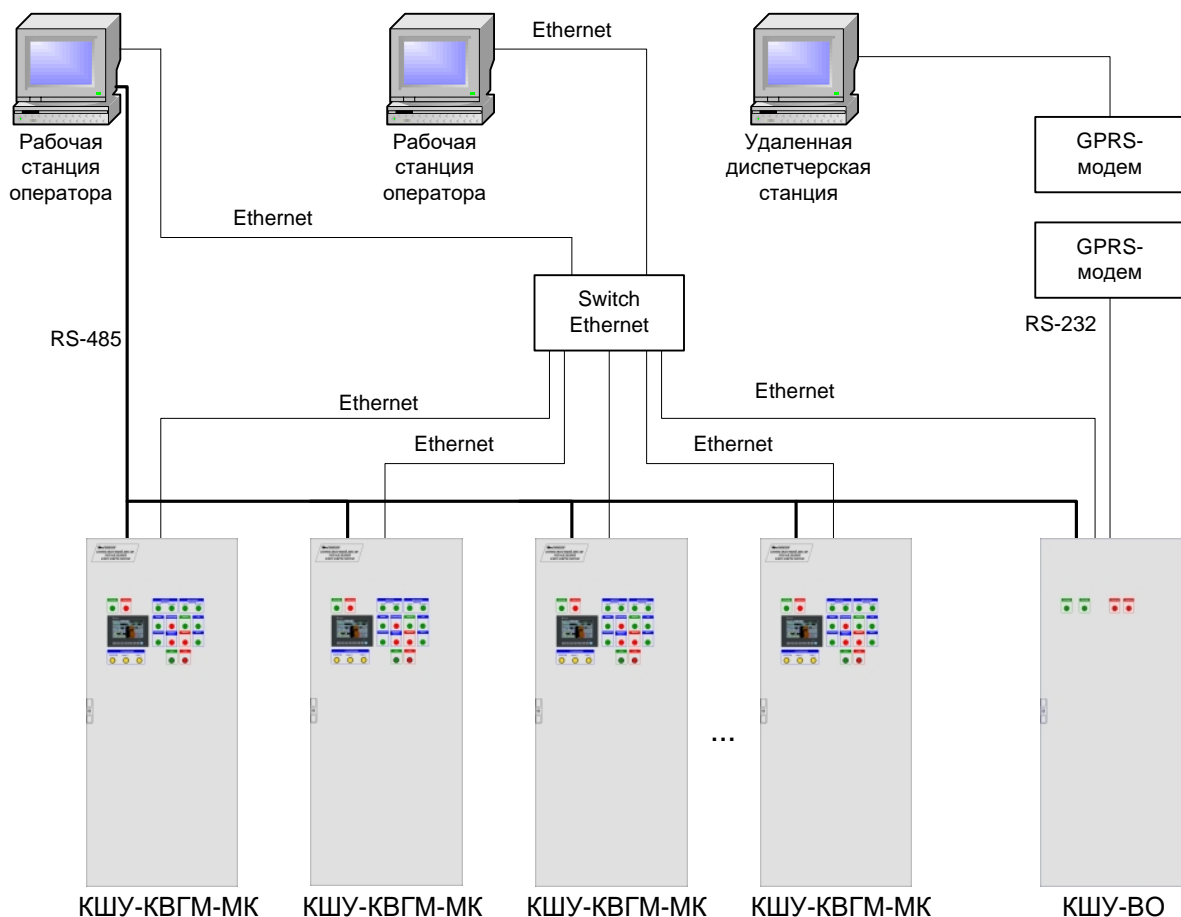 Ethernet
Рабочая
станция
оператора
Рабочая
станция
оператора
Удаленная
диспетчерская
станция
GPRS-
модем
Ethernet
GPRS-
модем
Switch
Ethernet
RS-485
RS-232
Ethernet
Ethernet
Ethernet
Ethernet
...
КШУ-КВГМ-МК
КШУ-КВГМ-МК
КШУ-КВГМ-МК
КШУ-КВГМ-МК
КШУ-ВО